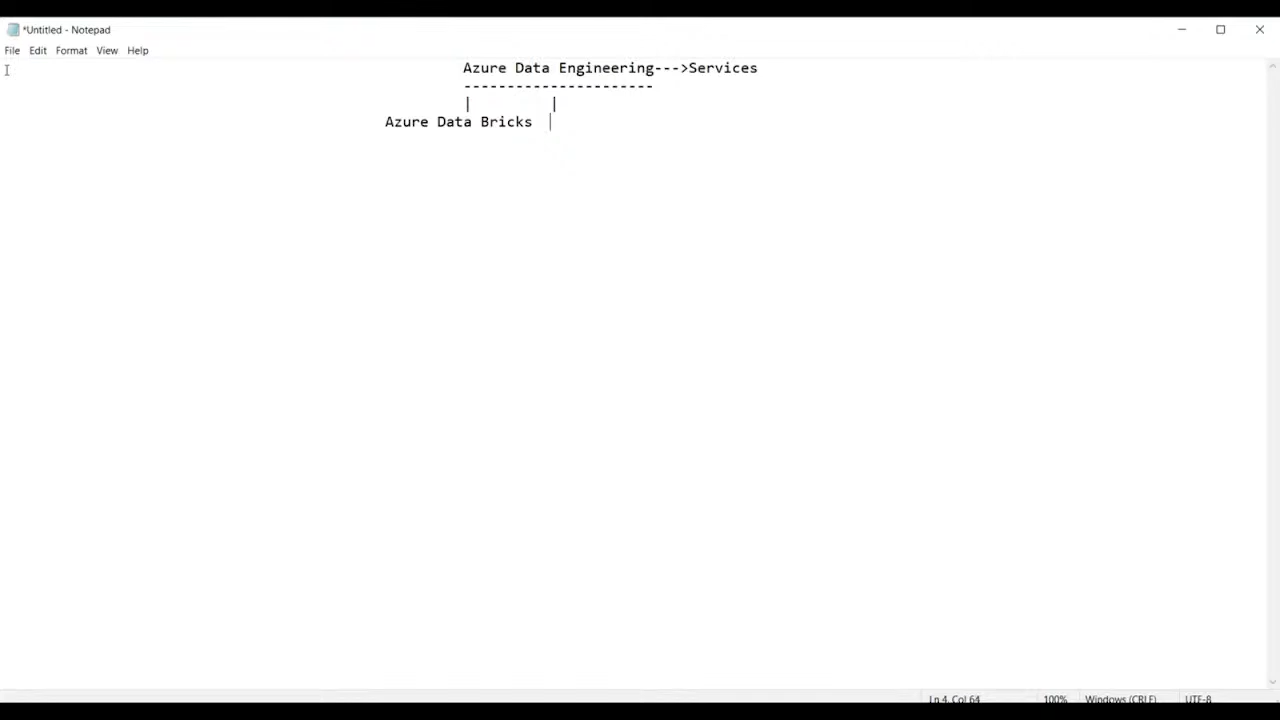 *Untitled - Notepad
File Edit Format View Help
Azure Data Engineering--->Services
----------------------
| |
Azure Data Bricks
Ln 4, Col 64 100% Windows (CRLF) UTF-8